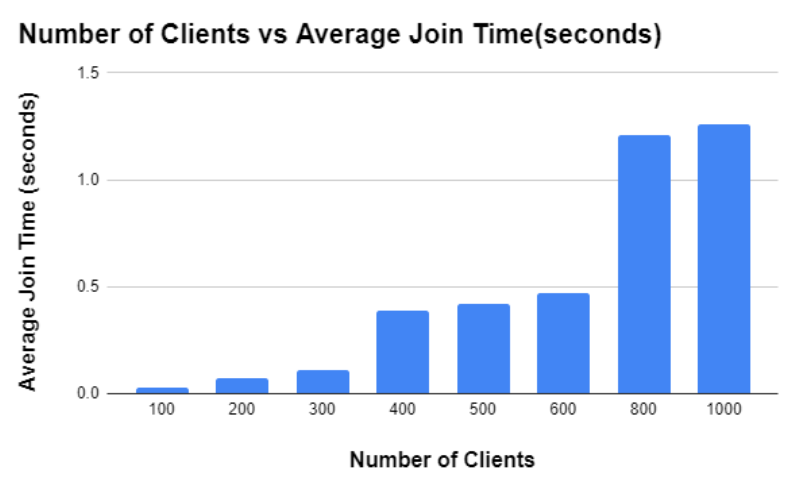 Number of Clients vs Average Join Time(seconds)
Average Join Time (seconds)
1.5
1.0
0.5
0.0
100 200 300 400 500 600 800 1000
Number of Clients